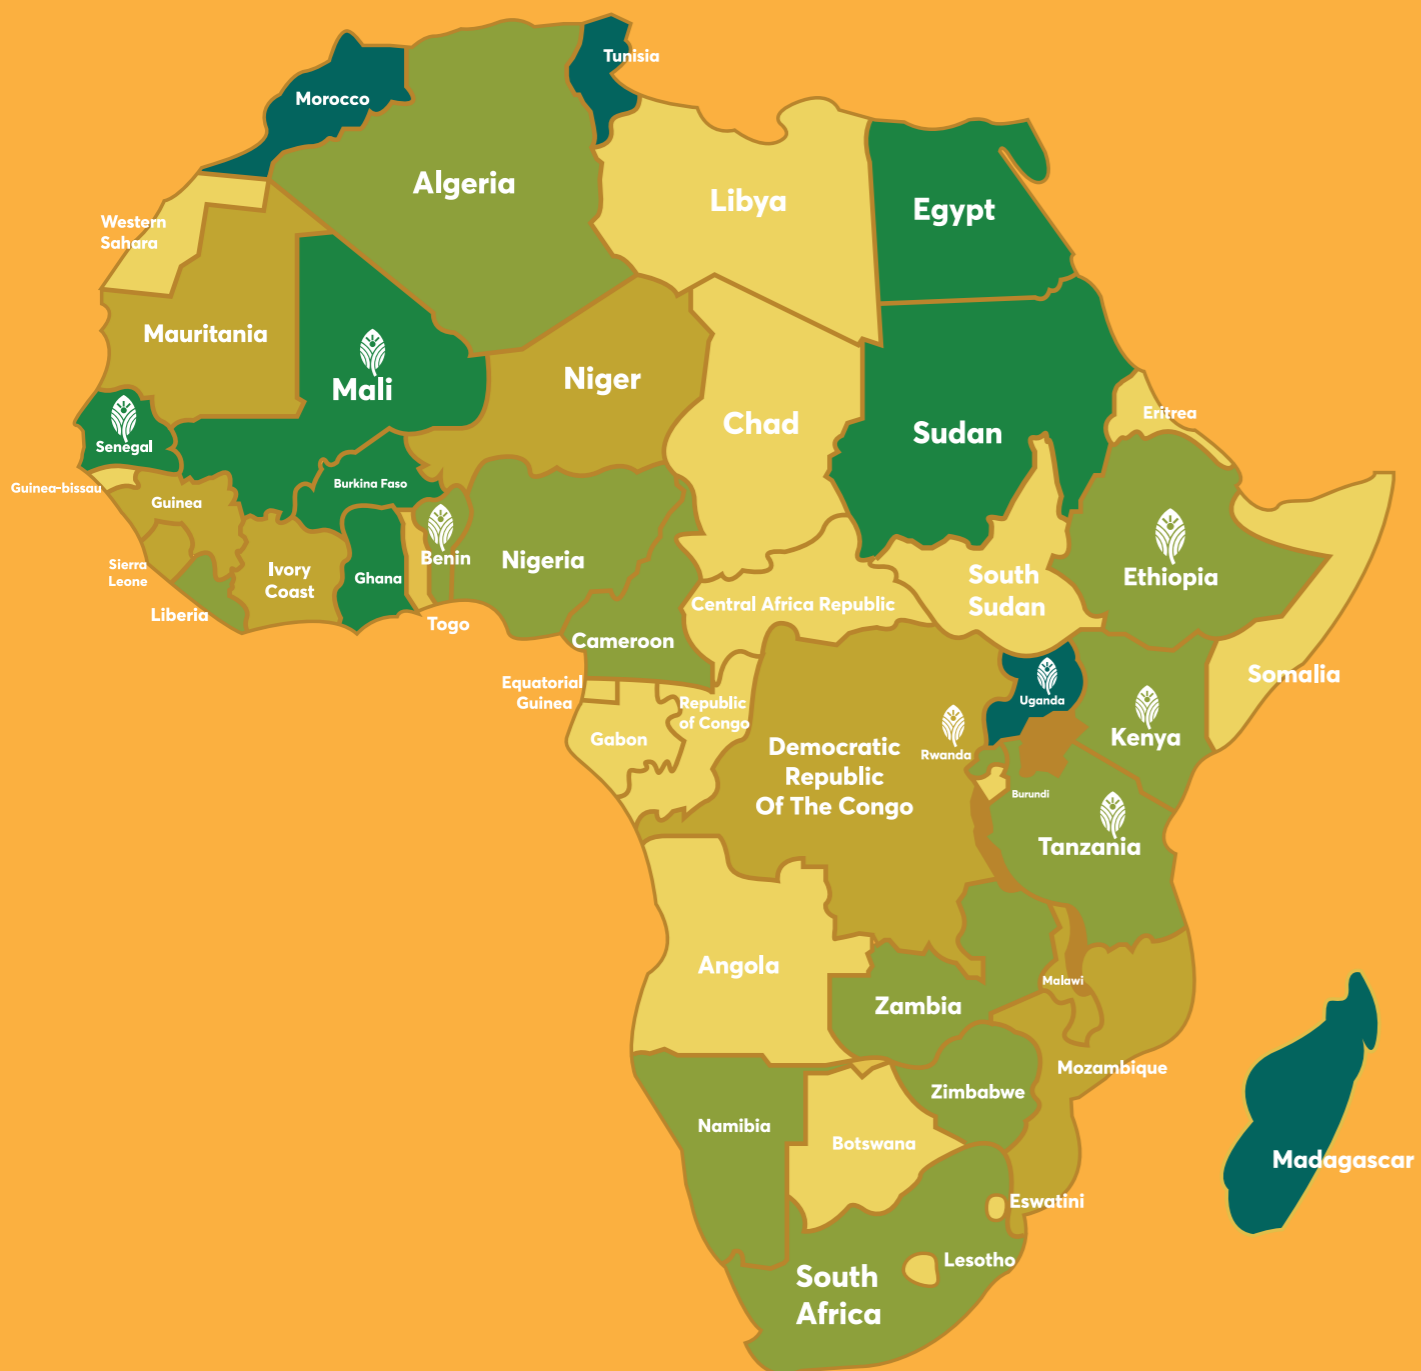 Tunisia
Morocco
Algeria
Libya
Egypt
Western
Sahara
Mauritania
Mali
Niger
Chad
Sudan
Eritrea
Senegal
Guinea-bissau
Burkina Faso
Guinea
Benin
Nigeria
Sierra
Leone
Ivory
Coast
Ghana
Liberia
Togo
Cameroon
Central Africa Republic
South
Sudan
Ethiopia
Somalia
Equatorial
Guinea
Republic
of Congo
Gabon
Democratic
Republic
Of The Congo
Uganda
Rwanda
Kenya
Burundi
Tanzania
Angola
Zambia
Malawi
Mozambique
Zimbabwe
Namibia
Botswana
Madagascar
Eswatini
Lesotho
South
Africa